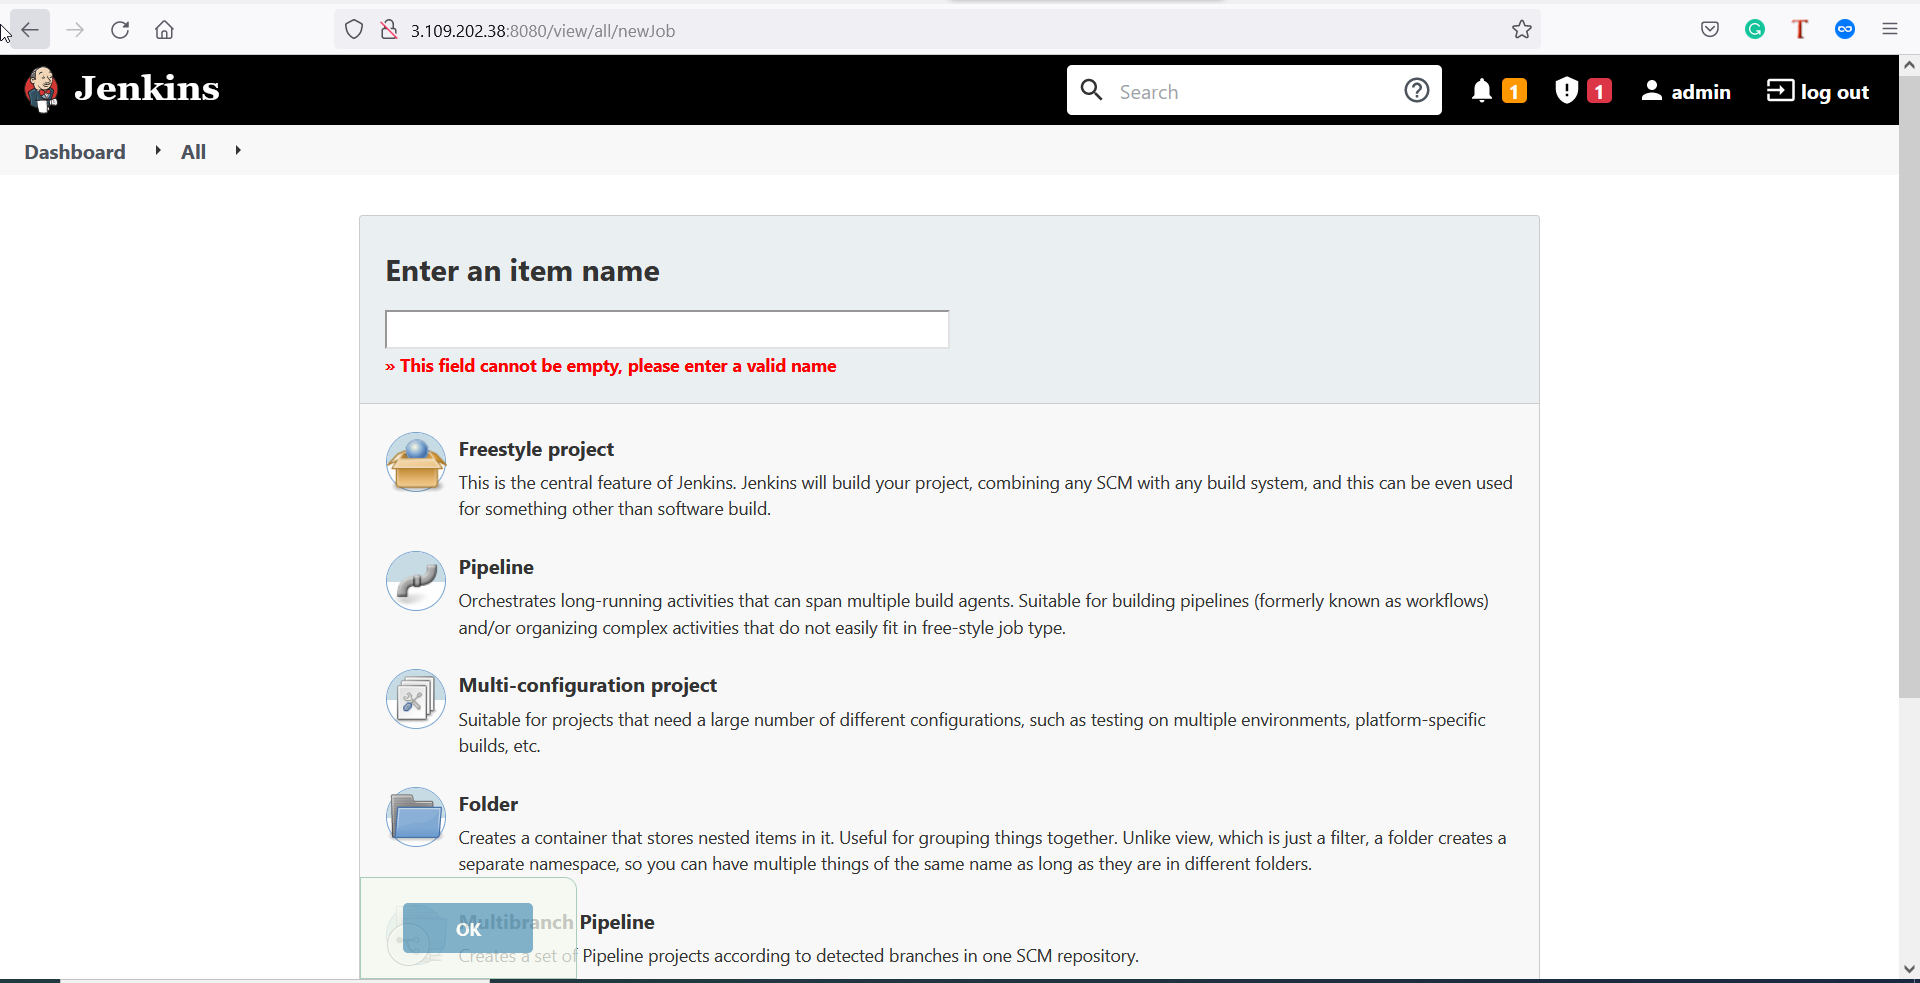 3.109.202.38:8080/view/all/newJob
Jenkins
Search
1
1
admin
log out
Dashboard
All
Enter an item name
» This field cannot be empty, please enter a valid name
Freestyle project
This is the central feature of Jenkins. Jenkins will build your project, combining any SCM with any build system, and this can be even used
for something other than software build.
Pipeline
Orchestrates long-running activities that can span multiple build agents. Suitable for building pipelines (formerly known as workflows)
and/or organizing complex activities that do not easily fit in free-style job type.
Multi-configuration project
Suitable for projects that need a large number of different configurations, such as testing on multiple environments, platform-specific
builds, etc.
Folder
Creates a container that stores nested items in it. Useful for grouping things together. Unlike view, which is just a filter, a folder creates a
separate namespace, so you can have multiple things of the same name as long as they are in different folders.
Multibranch Pipeline
OK
Creates a set of Pipeline projects according to detected branches in one SCM repository.